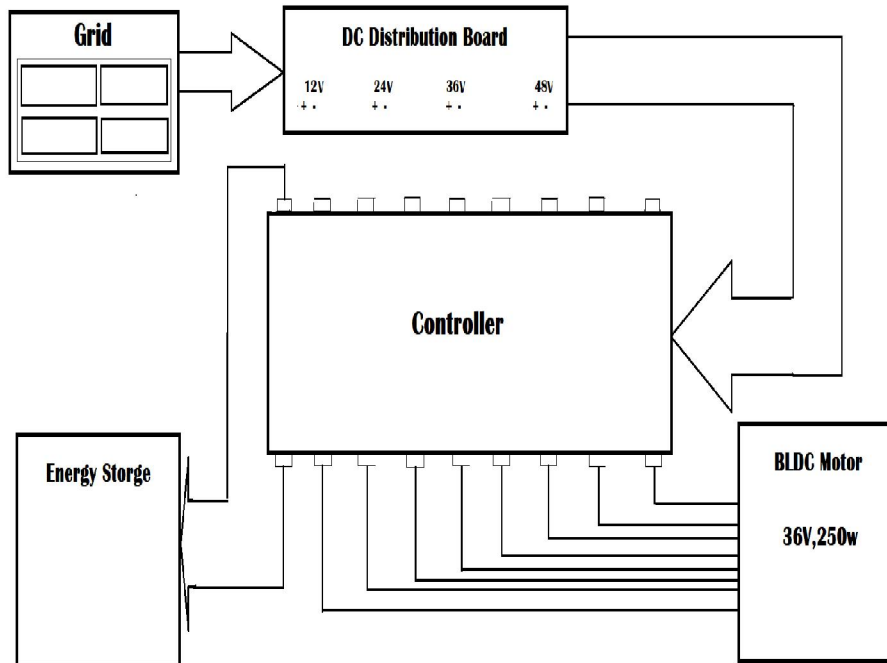 Grid
DC Distribution Board
12V 24V 36V 48V
+ - + - + - + -
Controller
Energy Storge
BLDC Motor
36V,250w